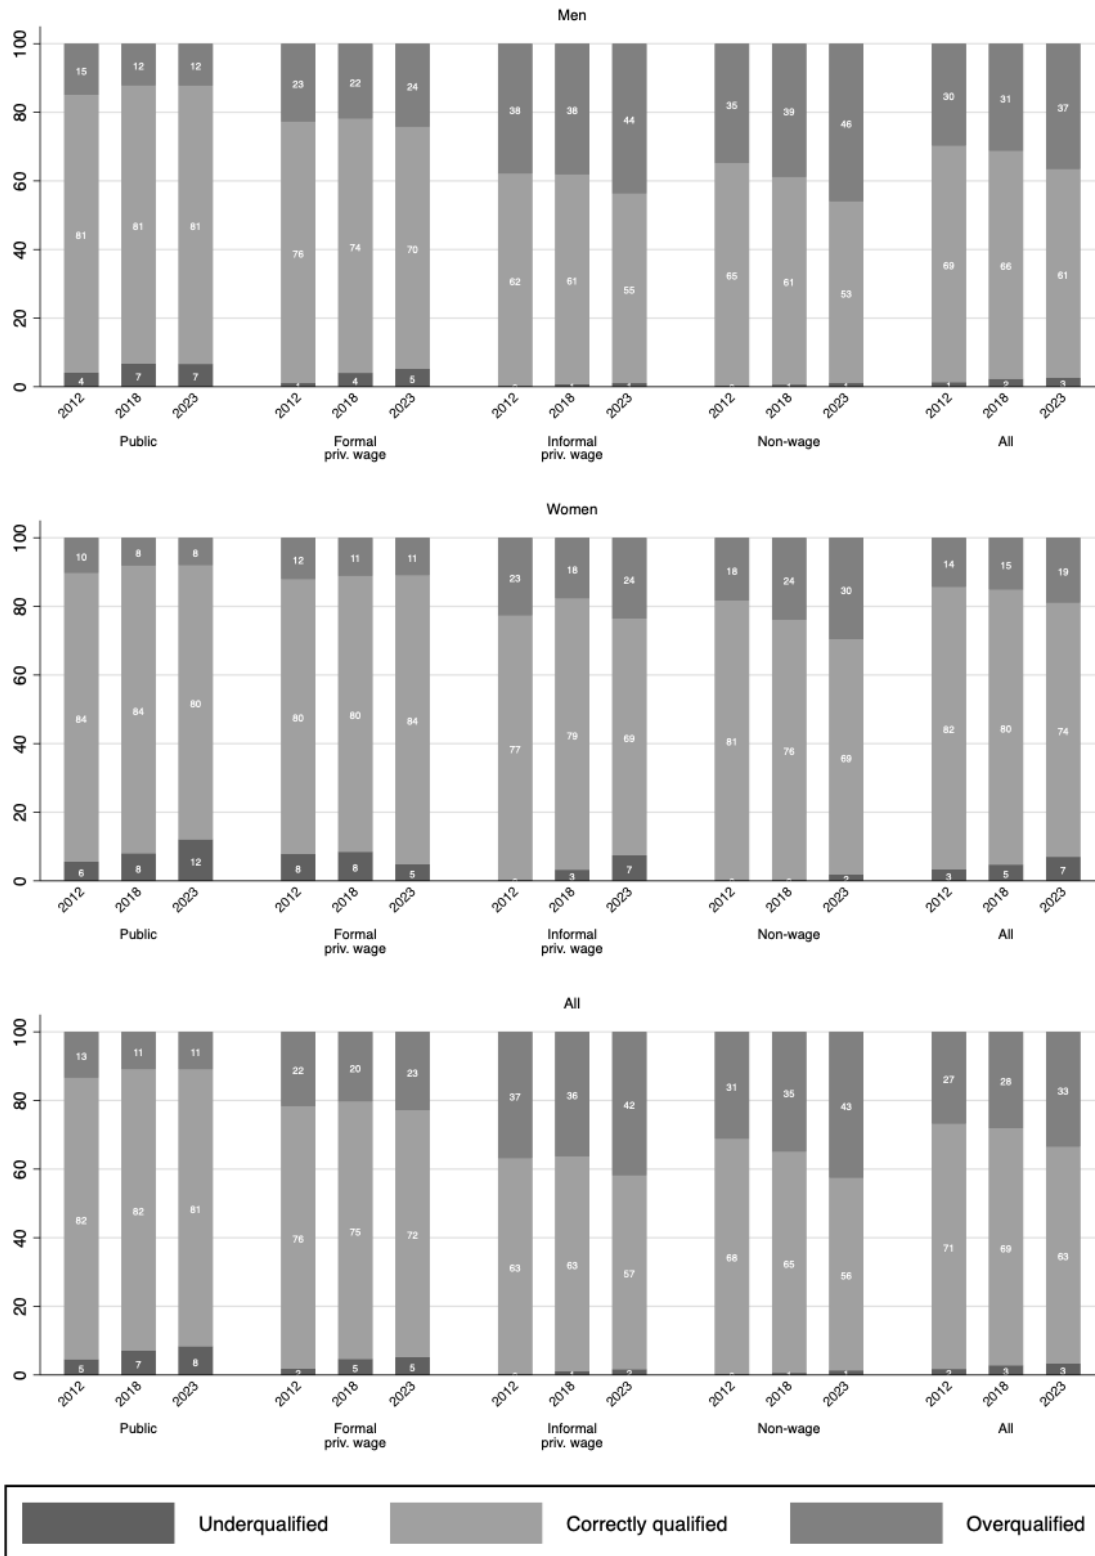 Men
100
80
60
40
20
0
15 12 12 23 22 24 38 38 44 35 39 46 30 31 37
81 81 81 76 74 70 62 61 55 65 61 53 69 66 61
4 7 7 1 4 5 1 1 1 2 3
2012 2018 2023 2012 2018 2023 2012 2018 2023 2012 2018 2023 2012 2018 2023
Public Formal Informal Non-wage All
priv. wage priv. wage
Women
100
80
60
40
20
0
10 8 8 12 11 11 23 18 24 18 24 30 14 15 19
84 84 80 80 80 84 77 79 69 81 76 69 82 80 74
6 8 12 8 8 5 3 7 2 3 5 7
2012 2018 2023 2012 2018 2023 2012 2018 2023 2012 2018 2023 2012 2018 2023
Public Formal Informal Non-wage All
priv. wage priv. wage
All
100
80
60
40
20
0
13 11 11 22 20 23 37 36 42 31 35 43 27 28 33
82 82 81 76 75 72 63 63 57 68 65 56 71 69 63
5 7 8 2 5 5 1 2 1 2 3 3
2012 2018 2023 2012 2018 2023 2012 2018 2023 2012 2018 2023 2012 2018 2023
Public Formal Informal Non-wage All
priv. wage priv. wage
Underqualified Correctly qualified Overqualified